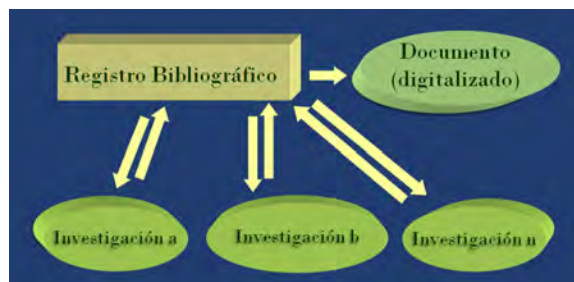 Registro Bibliográfico
Documento
(digitalizado)
Investigación a
Investigación b
Investigación n